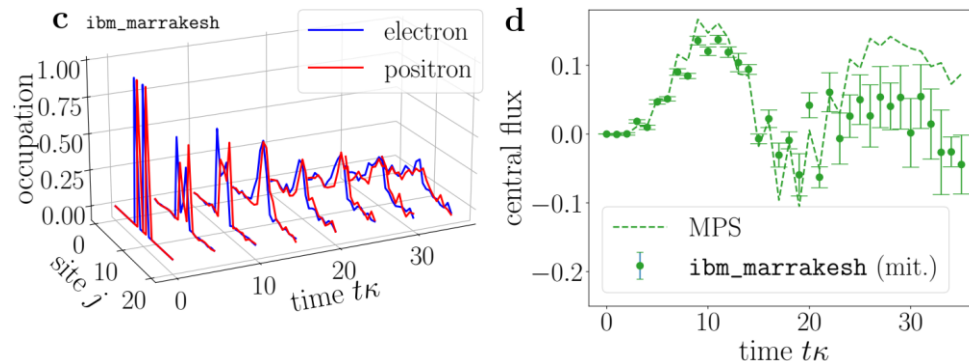 c ibm_marrakesh
electron
positron
occupation
1.00
0.75
0.50
0.25
0.00
site j
0
10
20
0
10
20
30
time tκ
d
central flux
0.1
0.0
−0.1
−0.2
MPS
ibm_marrakesh (mit.)
0
10
20
30
time tκ